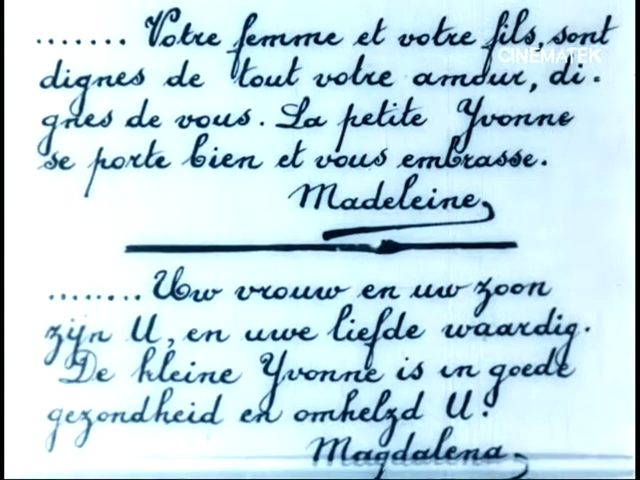 ....... Votre femme et votre fils, sont
CINEMATEK
dignes de tout votre amour, di-
gnes de vous. La petite Yvonne
se porte bien et vous embrasse.
Madeleine
........ Uw vrouw en uw zoon
zijn U, en uwe liefde waardig.
De kleine Yvonne is in goede
gezondheid en omhelzd U.
Magdalena